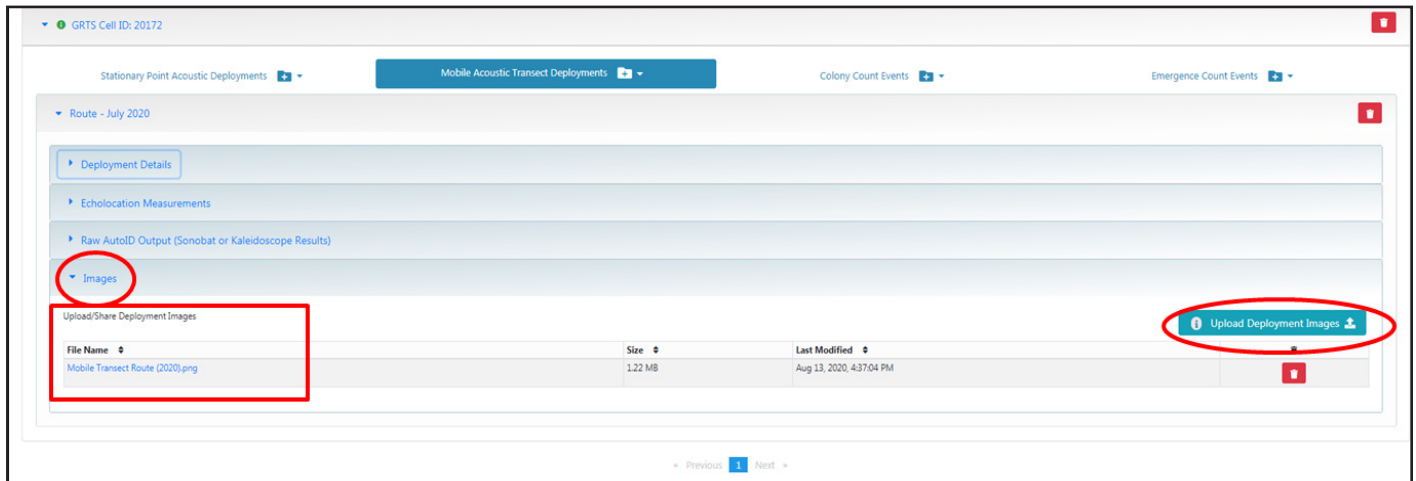 GRTS Cell ID: 20172
Stationary Point Acoustic Deployments
Mobile Acoustic Transect Deployments
Colony Count Events
Emergence Count Events
Route - July 2020
Deployment Details
Echolocation Measurements
Raw AutoID Output (Sonobat or Kaleidoscope Results)
Images
Upload/Share Deployment Images
Upload Deployment Images
File Name Size Last Modified
Mobile Transect Route (2020).png 1.22 MB Aug 13, 2020, 4:37:04 PM
« Previous 1 Next »